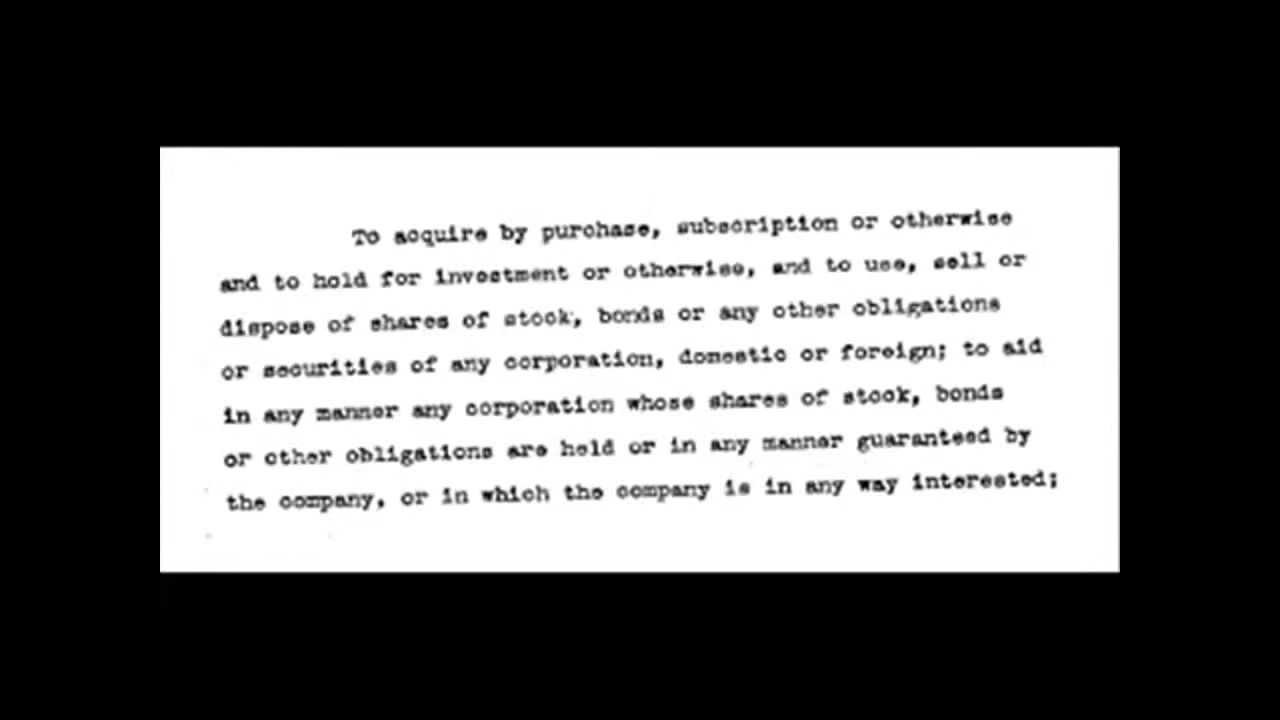 To acquire by purchase, subscription or otherwise
and to hold for investment or otherwise, and to use, sell or
dispose of shares of stock, bonds or any other obligations
or securities of any corporation, domestic or foreign; to aid
in any manner any corporation whose shares of stock, bonds
or other obligations are held or in any manner guaranteed by
the company, or in which the company is in any way interested;